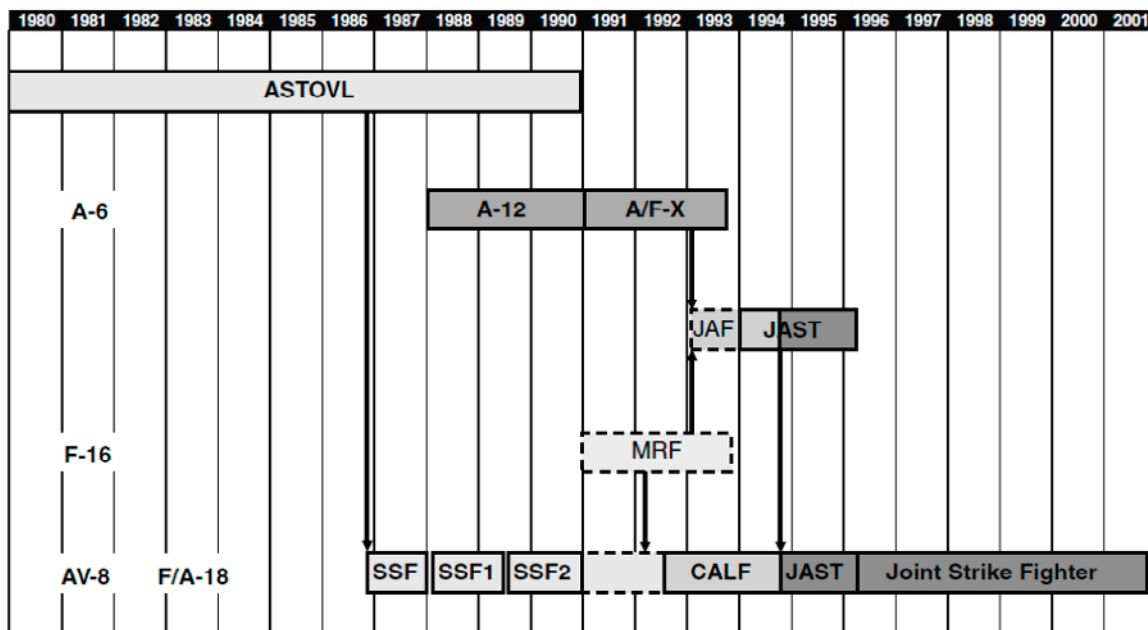 1980 1981 1982 1983 1984 1985 1986 1987 1988 1989 1990 1991 1992 1993 1994 1995 1996 1997 1998 1999 2000 2001
ASTOVL
A-6 A-12 A/F-X
JAF JAST
F-16 MRF
AV-8 F/A-18 SSF SSF1 SSF2 CALF JAST Joint Strike Fighter